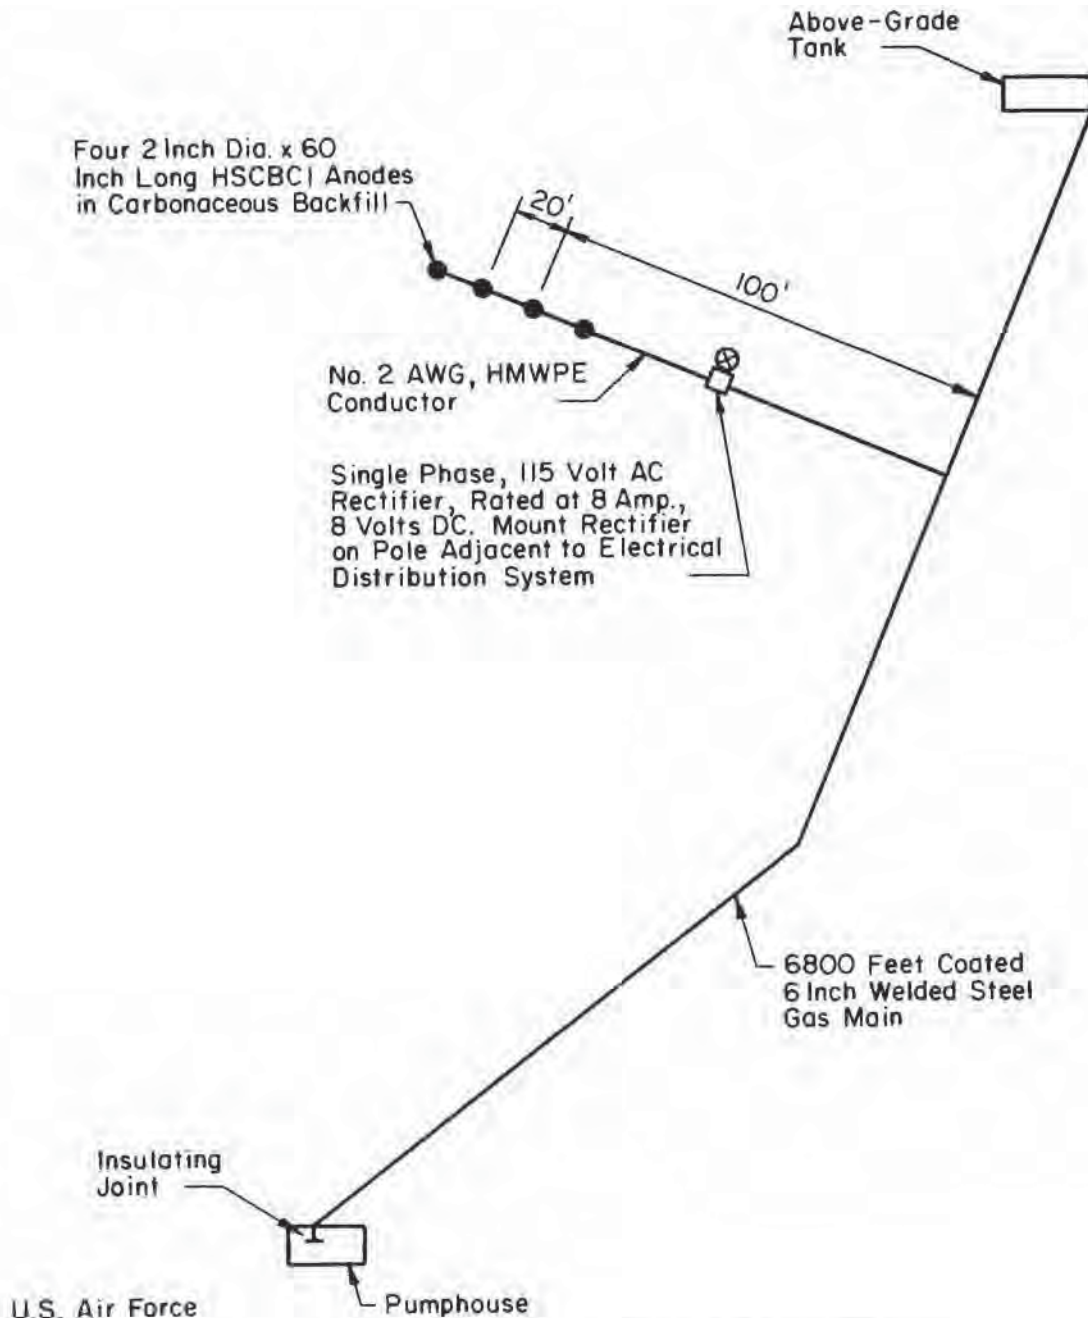 Above-Grade
Tank
Four 2 Inch Dia. x 60
Inch Long HSCBCI Anodes
in Carbonaceous Backfill
20'
100'
No. 2 AWG, HMWPE
Conductor
Single Phase, 115 Volt AC
Rectifier, Rated at 8 Amp.,
8 Volts DC. Mount Rectifier
on Pole Adjacent to Electrical
Distribution System
6800 Feet Coated
6 Inch Welded Steel
Gas Main
Insulating
Joint
Pumphouse
U.S. Air Force